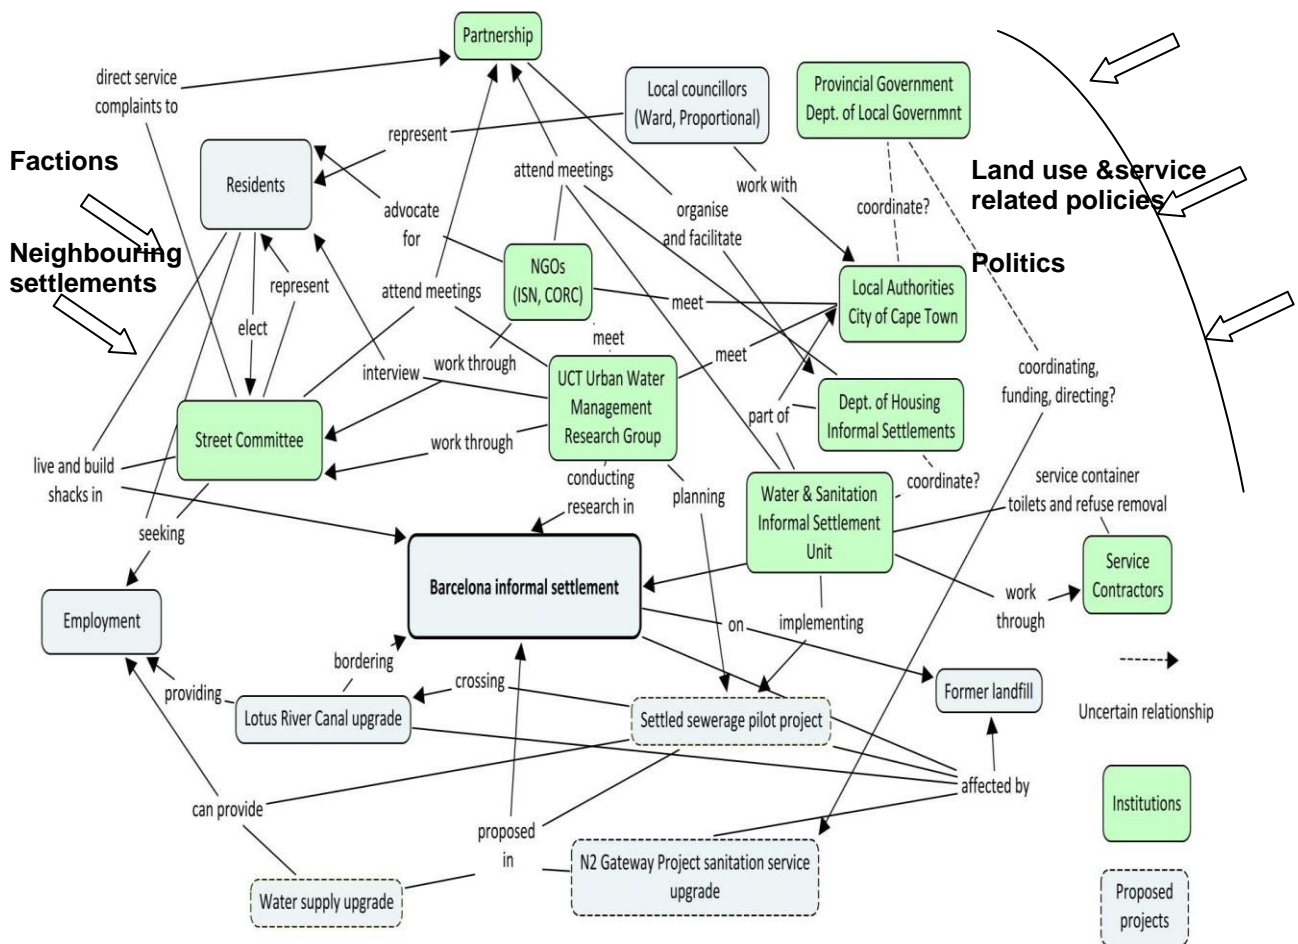 Partnership
direct service
complaints to
Local councillors
(Ward, Proportional)
Provincial Government
Dept. of Local Governmnt
represent
Factions
Residents
attend meetings
Land use &service
related policies
work with
coordinate?
advocate
for
organise
and facilitate
Neighbouring
settlements
NGOs
(ISN, CORC)
Politics
represent
attend meetings
meet
Local Authorities
City of Cape Town
elect
meet
meet
interview
work through
UCT Urban Water
Management
Research Group
coordinating,
funding, directing?
Dept. of Housing
Informal Settlements
part of
Street Committee
work through
live and build
shacks in
conducting
research in
planning
Water & Sanitation
Informal Settlement
Unit
coordinate?
service container
toilets and refuse removal
seeking
Barcelona informal settlement
Service
Contractors
work
through
Employment
on
implementing
bordering
crossing
providing
Lotus River Canal upgrade
Settled sewerage pilot project
Former landfill
Uncertain relationship
can provide
affected by
Institutions
proposed
in
N2 Gateway Project sanitation service
upgrade
Water supply upgrade
Proposed
projects